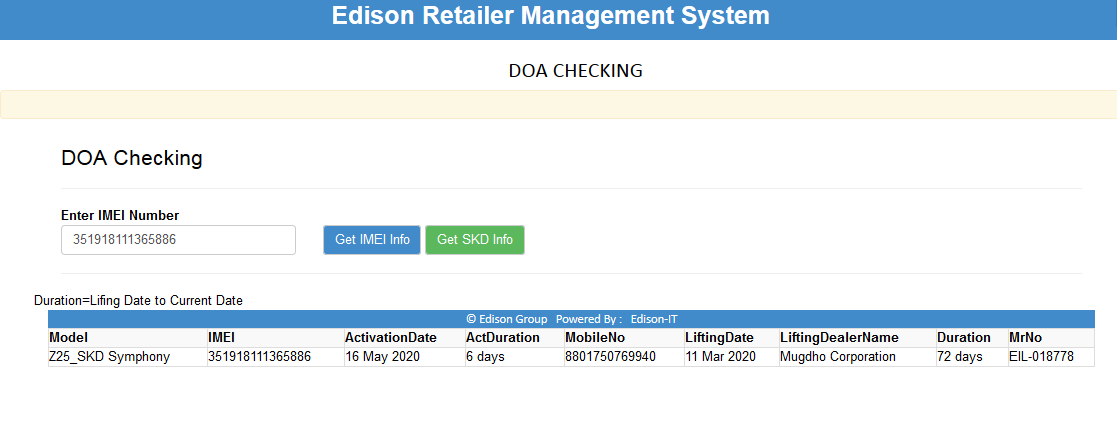 Edison Retailer Management System
DOA CHECKING
DOA Checking
Enter IMEI Number
351918111365886 Get IMEI Info Get SKD Info
Duration=Lifing Date to Current Date
© Edison Group Powered By : Edison-IT
Model IMEI ActivationDate ActDuration MobileNo LiftingDate LiftingDealerName Duration MrNo
Z25_SKD Symphony 351918111365886 16 May 2020 6 days 8801750769940 11 Mar 2020 Mugdho Corporation 72 days EIL-018778